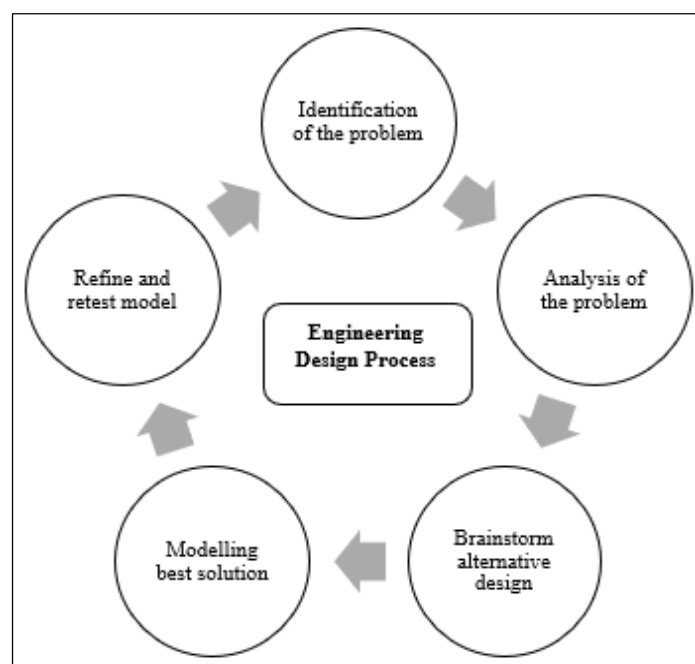 Identification
of the problem
Analysis of
the problem
Brainstorm
alternative
design
Modelling
best solution
Refine and
retest model
Engineering
Design Process